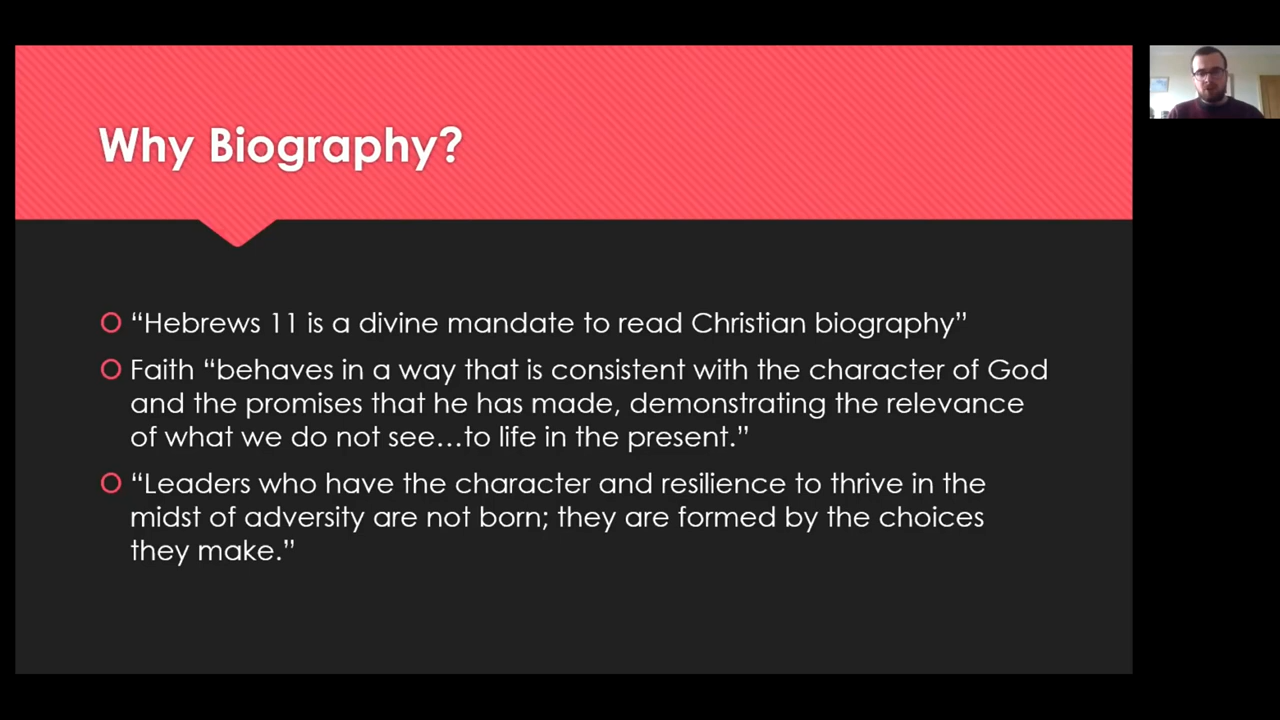 Why Biography?
“Hebrews 11 is a divine mandate to read Christian biography”
Faith “behaves in a way that is consistent with the character of God
and the promises that he has made, demonstrating the relevance
of what we do not see…to life in the present.”
“Leaders who have the character and resilience to thrive in the
midst of adversity are not born; they are formed by the choices
they make.”